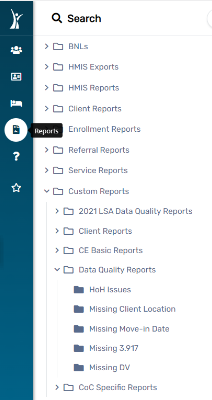 Search
BNLs
HMIS Exports
HMIS Reports
Client Reports
Reports
Enrollment Reports
Referral Reports
?
Service Reports
Custom Reports
2021 LSA Data Quality Reports
Client Reports
CE Basic Reports
Data Quality Reports
HoH Issues
Missing Client Location
Missing Move-in Date
Missing 3.917
Missing DV
CoC Specific Reports